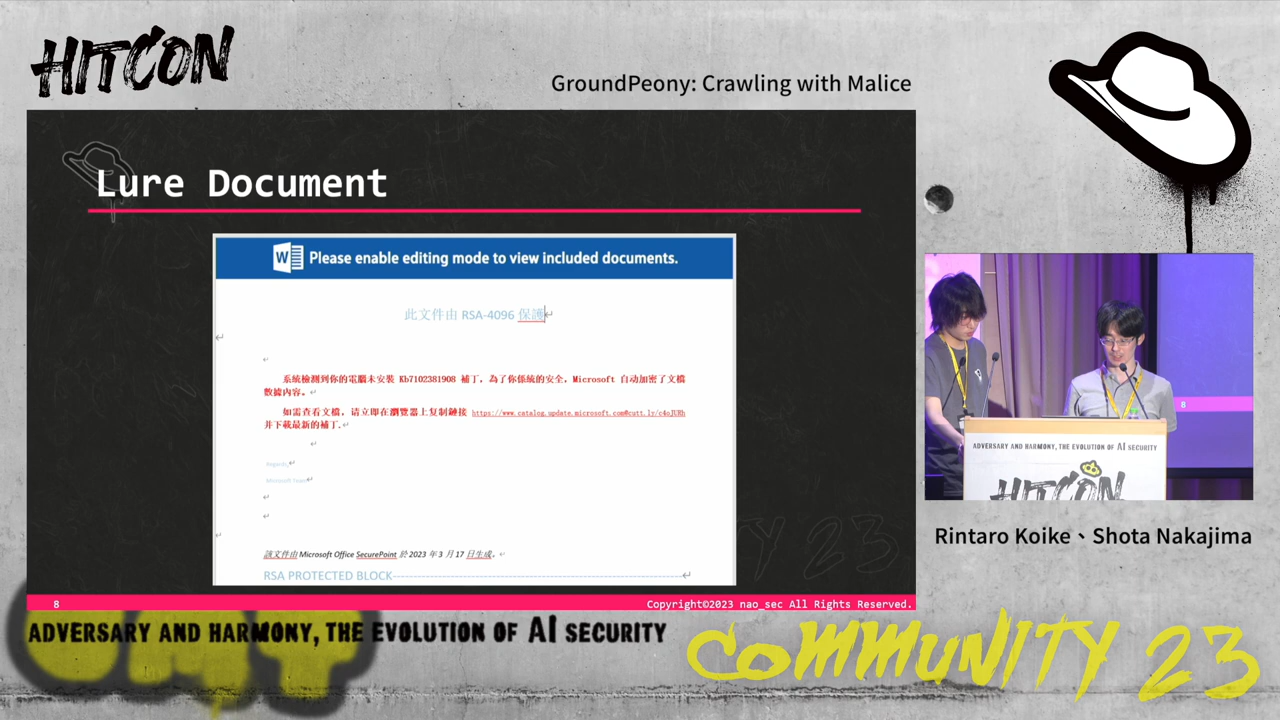 HITCON
GroundPeony: Crawling with Malice
Lure Document
W
Please enable editing mode to view included documents.
此文件由 RSA-4096 保護
系統檢測到你的電腦未安裝 Kb7102381908 補丁，為了你係統的安全，Microsoft 自动加密了文檔
數據内容。
如需查看文檔，请立即在瀏覽器上复制鏈接 https://www.catalog.update.microsoft.com@cutt.ly/c4oJURh
并下載最新的補丁.
Regards,
Microsoft Team
該文件由 Microsoft Office SecurePoint 於 2023 年 3 月 17 日生成。
RSA PROTECTED BLOCK
8
Copyright©2023 nao_sec All Rights Reserved.
8
ADVERSARY AND HARMONY, THE EVOLUTION OF AI SECURITY
HITCON
Rintaro Koike、Shota Nakajima
ADVERSARY AND HARMONY, THE EVOLUTION OF AI SECURITY
COMMUNITY 23